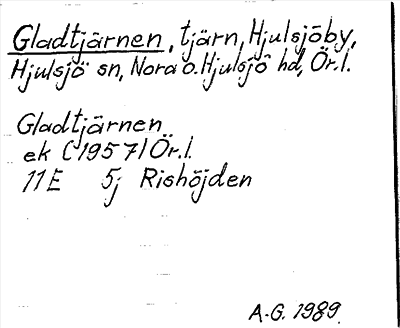 Gladtjärnen, tjärn, Hjulsjöby,
Hjulsjö sn, Nora o. Hjulsjö hd, Ör.l.
Gladtjärnen
ek (1957) Ör.l.
11E 5j Rishöjden
A.-G. 1989